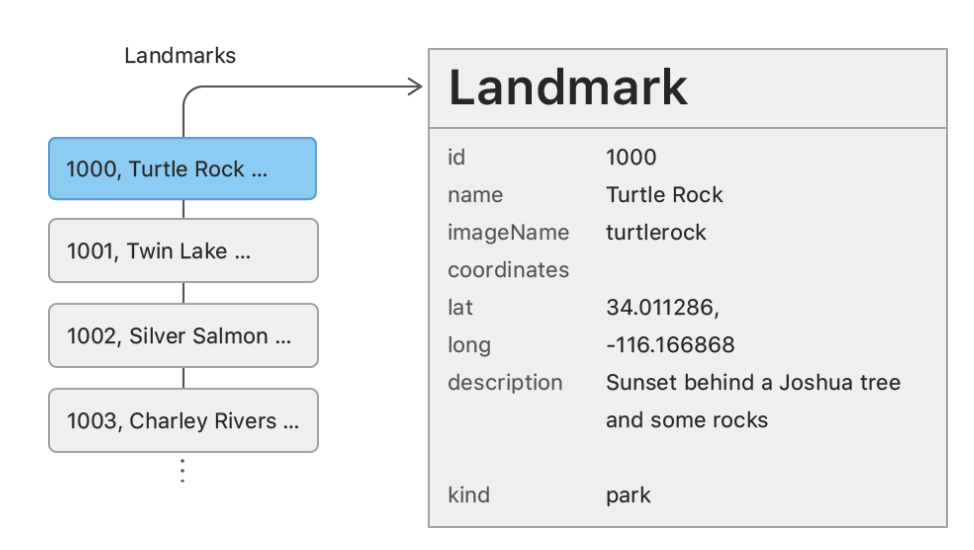 Landmarks
1000, Turtle Rock ...
1001, Twin Lake ...
1002, Silver Salmon ...
1003, Charley Rivers ...
Landmark
id 1000
name Turtle Rock
imageName turtlerock
coordinates
lat 34.011286,
long -116.166868
description Sunset behind a Joshua tree
and some rocks
kind park